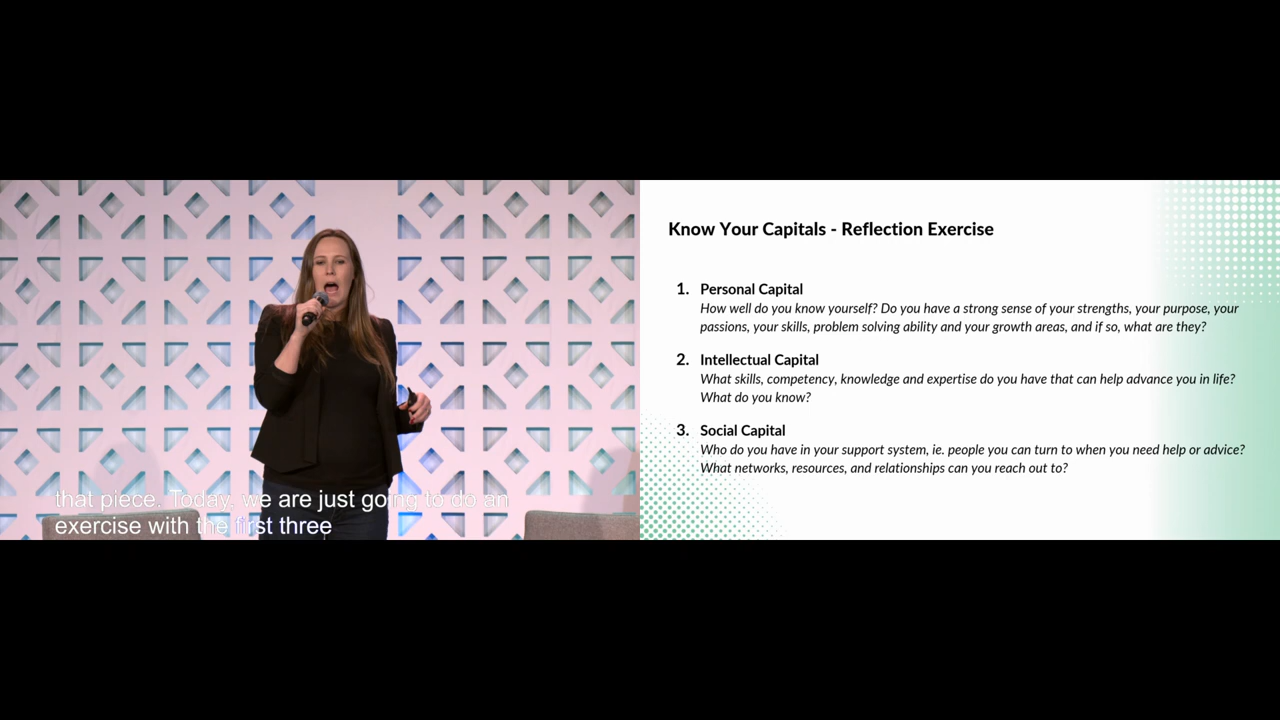 that piece. Today, we are just going to do an
exercise with the first three
Know Your Capitals - Reflection Exercise
1. Personal Capital
How well do you know yourself? Do you have a strong sense of your strengths, your purpose, your
passions, your skills, problem solving ability and your growth areas, and if so, what are they?
2. Intellectual Capital
What skills, competency, knowledge and expertise do you have that can help advance you in life?
What do you know?
3. Social Capital
Who do you have in your support system, ie. people you can turn to when you need help or advice?
What networks, resources, and relationships can you reach out to?